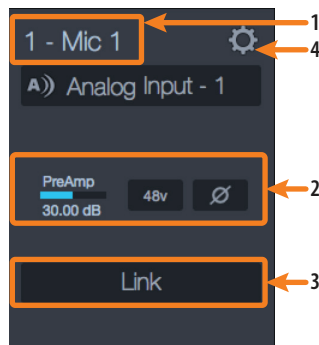 1 - Mic 1
1
4
A)) Analog Input - 1
PreAmp
30.00 dB
48v
Ø
2
Link
3